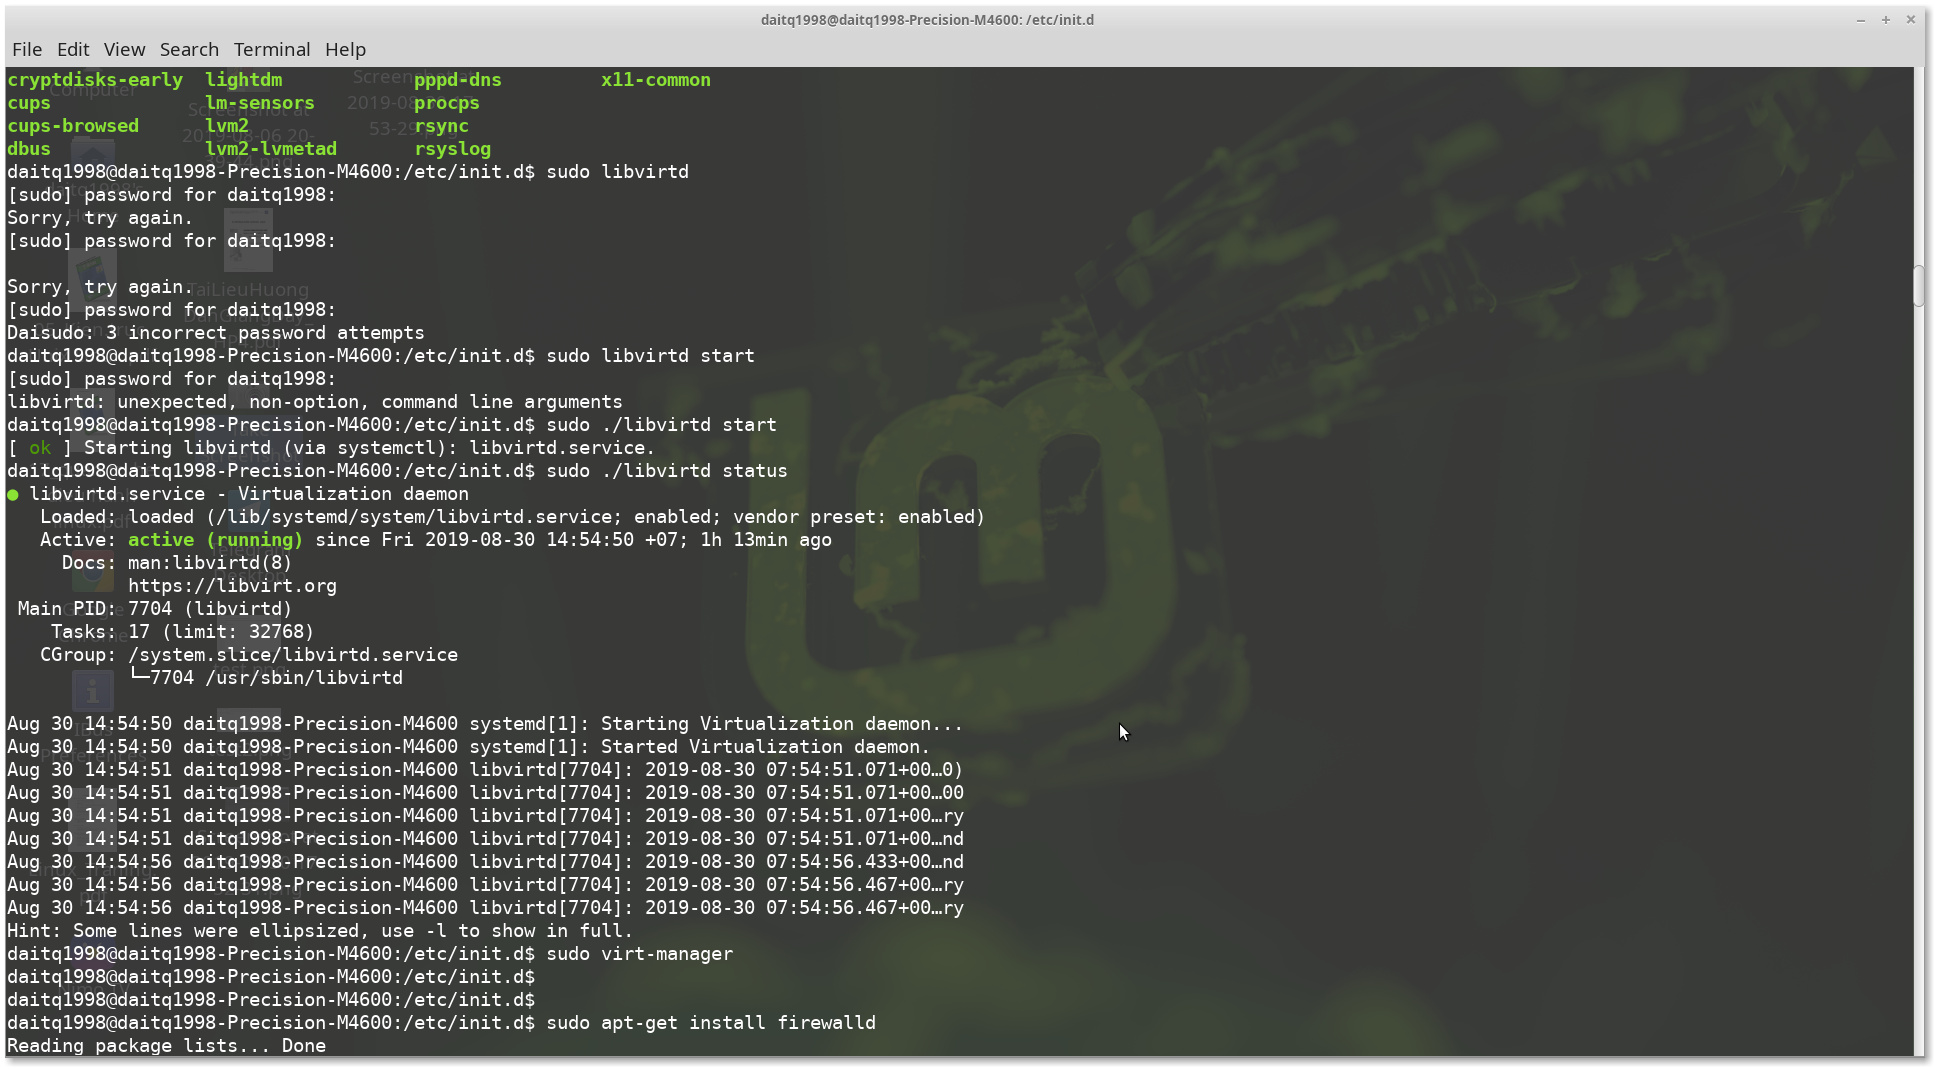 daitq1998@daitq1998-Precision-M4600: /etc/init.d
File Edit View Search Terminal Help
cryptdisks-early lightdm pppd-dns x11-common
cups lm-sensors procps
cups-browsed lvm2 rsync
dbus lvm2-lvmetad rsyslog
daitq1998@daitq1998-Precision-M4600:/etc/init.d$ sudo libvirtd
[sudo] password for daitq1998:
Sorry, try again.
[sudo] password for daitq1998:
Sorry, try again.
[sudo] password for daitq1998:
Daisudo: 3 incorrect password attempts
daitq1998@daitq1998-Precision-M4600:/etc/init.d$ sudo libvirtd start
[sudo] password for daitq1998:
libvirtd: unexpected, non-option, command line arguments
daitq1998@daitq1998-Precision-M4600:/etc/init.d$ sudo ./libvirtd start
[ ok ] Starting libvirtd (via systemctl): libvirtd.service.
daitq1998@daitq1998-Precision-M4600:/etc/init.d$ sudo ./libvirtd status
● libvirtd.service - Virtualization daemon
Loaded: loaded (/lib/systemd/system/libvirtd.service; enabled; vendor preset: enabled)
Active: active (running) since Fri 2019-08-30 14:54:50 +07; 1h 13min ago
Docs: man:libvirtd(8)
https://libvirt.org
Main PID: 7704 (libvirtd)
Tasks: 17 (limit: 32768)
CGroup: /system.slice/libvirtd.service
└─7704 /usr/sbin/libvirtd
Aug 30 14:54:50 daitq1998-Precision-M4600 systemd[1]: Starting Virtualization daemon...
Aug 30 14:54:50 daitq1998-Precision-M4600 systemd[1]: Started Virtualization daemon.
Aug 30 14:54:51 daitq1998-Precision-M4600 libvirtd[7704]: 2019-08-30 07:54:51.071+00…0)
Aug 30 14:54:51 daitq1998-Precision-M4600 libvirtd[7704]: 2019-08-30 07:54:51.071+00…00
Aug 30 14:54:51 daitq1998-Precision-M4600 libvirtd[7704]: 2019-08-30 07:54:51.071+00…ry
Aug 30 14:54:51 daitq1998-Precision-M4600 libvirtd[7704]: 2019-08-30 07:54:51.071+00…nd
Aug 30 14:54:56 daitq1998-Precision-M4600 libvirtd[7704]: 2019-08-30 07:54:56.433+00…nd
Aug 30 14:54:56 daitq1998-Precision-M4600 libvirtd[7704]: 2019-08-30 07:54:56.467+00…ry
Aug 30 14:54:56 daitq1998-Precision-M4600 libvirtd[7704]: 2019-08-30 07:54:56.467+00…ry
Hint: Some lines were ellipsized, use -l to show in full.
daitq1998@daitq1998-Precision-M4600:/etc/init.d$ sudo virt-manager
daitq1998@daitq1998-Precision-M4600:/etc/init.d$
daitq1998@daitq1998-Precision-M4600:/etc/init.d$
daitq1998@daitq1998-Precision-M4600:/etc/init.d$ sudo apt-get install firewalld
Reading package lists... Done